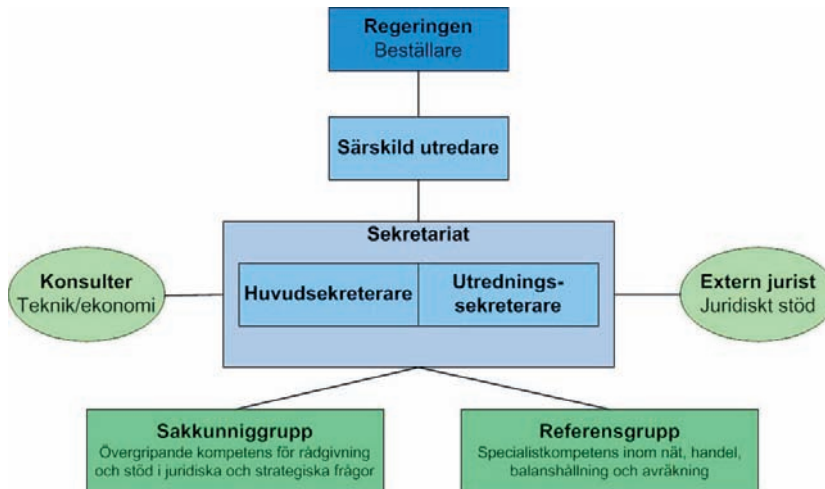 Regeringen
Beställare
Särskild utredare
Sekretariat
Huvudsekreterare
Utrednings-
sekreterare
Konsulter
Teknik/ekonomi
Extern jurist
Juridiskt stöd
Sakkunniggrupp
Övergripande kompetens för rådgivning
och stöd i juridiska och strategiska frågor
Referensgrupp
Specialistkompetens inom nät, handel,
balanshållning och avräkning